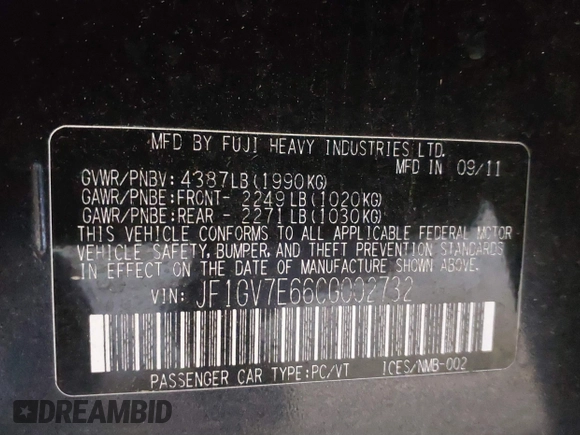 MFD BY FUJI HEAVY INDUSTRIES LTD.
MFD IN 09/11
GVWR/PNBV: 4387LB(1990KG)
GAWR/PNBE:FRONT- 2249LB(1020KG)
GAWR/PNBE:REAR - 2271LB(1030KG)
THIS VEHICLE CONFORMS TO ALL APPLICABLE FEDERAL MOTOR
VEHICLE SAFETY, BUMPER, AND THEFT PREVENTION STANDARDS
IN EFFECT ON THE DATE OF MANUFACTURE SHOWN ABOVE.
VIN: JF1GV7E66CG002732
PASSENGER CAR TYPE:PC/VT ICES/NMB-002
DREAMBID